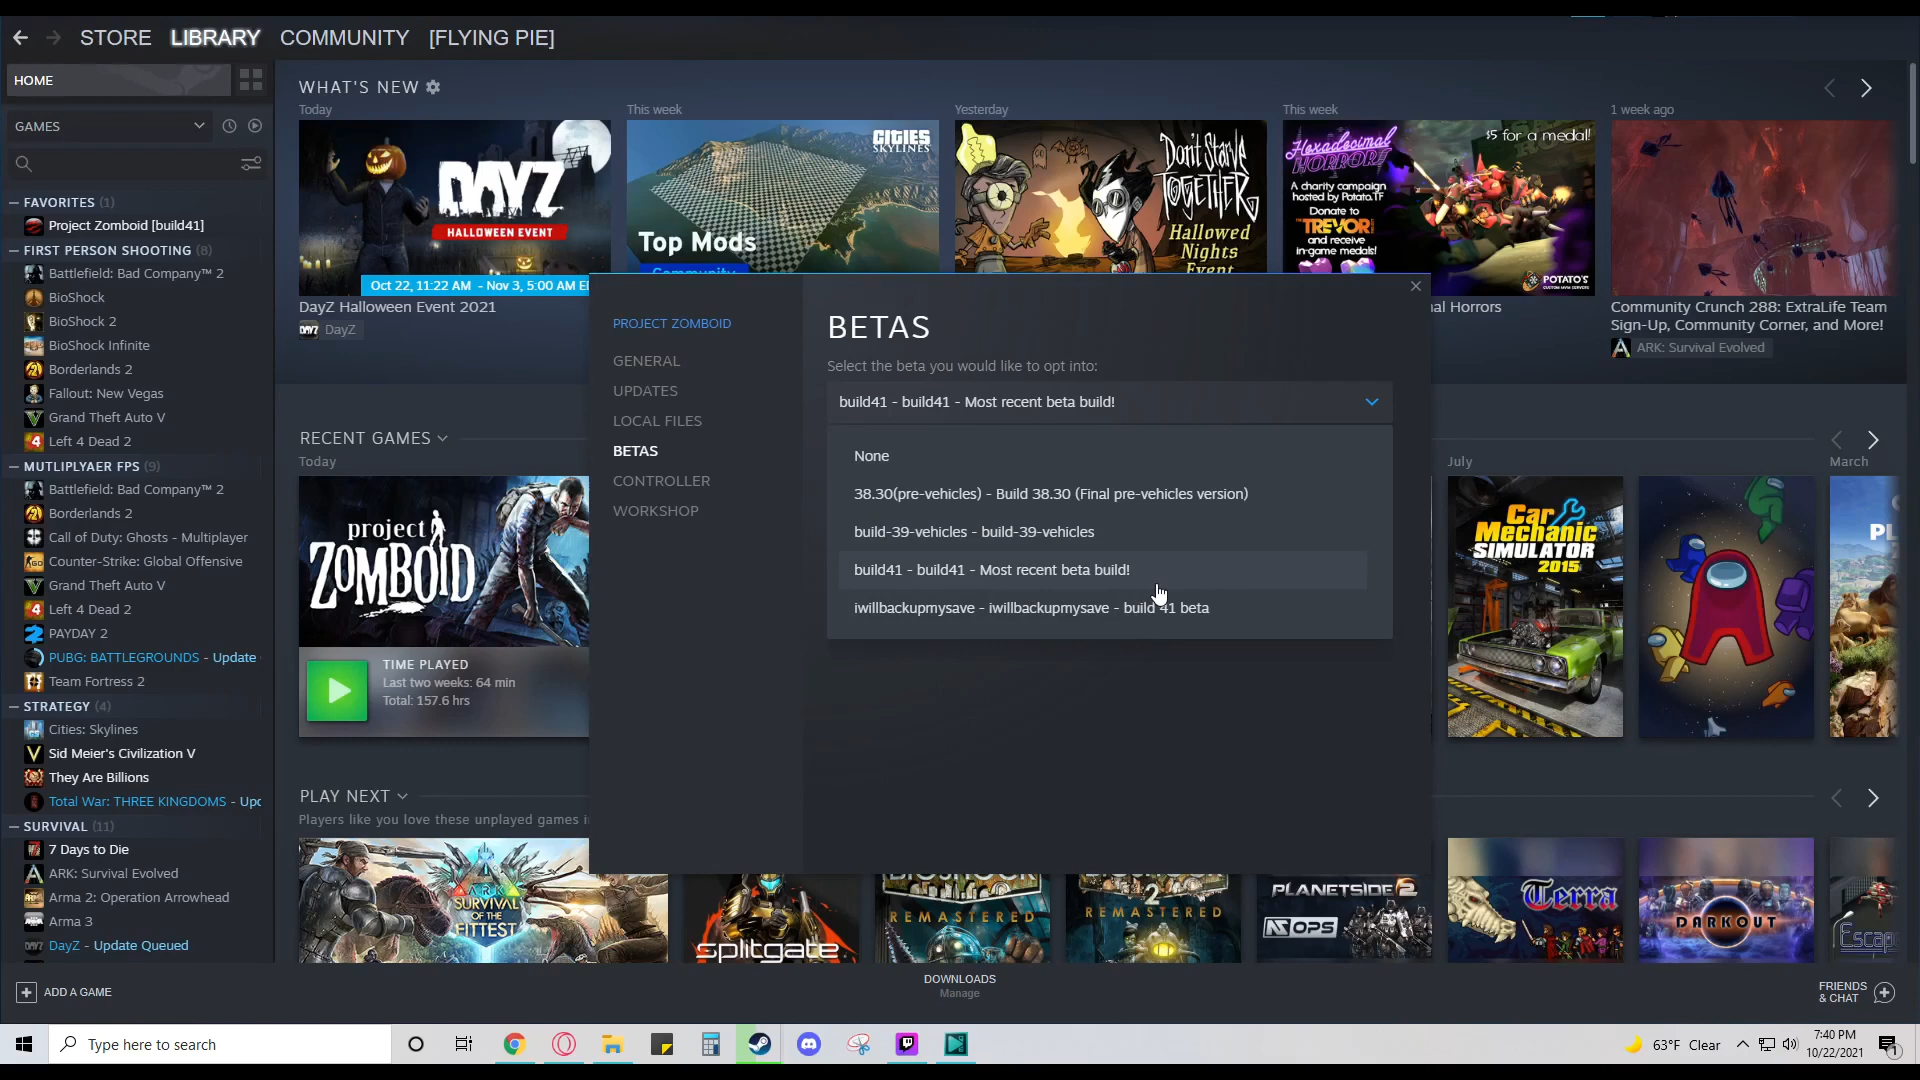 STORE LIBRARY COMMUNITY [FLYING PIE]
HOME
GAMES
FAVORITES (1)
Project Zomboid [build41]
FIRST PERSON SHOOTING (8)
Battlefield: Bad Company™ 2
BioShock
BioShock 2
BioShock Infinite
Borderlands 2
Fallout: New Vegas
Grand Theft Auto V
Left 4 Dead 2
MUTLIPLYAER FPS (9)
Battlefield: Bad Company™ 2
Borderlands 2
Call of Duty: Ghosts - Multiplayer
Counter-Strike: Global Offensive
Grand Theft Auto V
Left 4 Dead 2
PAYDAY 2
PUBG: BATTLEGROUNDS - Update
Team Fortress 2
STRATEGY (4)
Cities: Skylines
Sid Meier's Civilization V
They Are Billions
Total War: THREE KINGDOMS - Upd
SURVIVAL (11)
7 Days to Die
ARK: Survival Evolved
Arma 2: Operation Arrowhead
Arma 3
DayZ - Update Queued
ADD A GAME
WHAT'S NEW
Today
DAYZ
HALLOWEEN EVENT
Oct 22, 11:22 AM - Nov 3, 5:00 AM E
DayZ Halloween Event 2021
DayZ
This week
CITIES
SKYLINES
Top Mods
Community
Yesterday
Don't Starve
TOGETHER
Hallowed
Nights
Event
This week
Hexadecimal
HORROR!
$5 for a medal!
A charity campaign
hosted by Potato.TF
Donate to
TREVOR
and receive
in-game medals!
POTATO'S
al Horrors
1 week ago
Community Crunch 288: ExtraLife Team
Sign-Up, Community Corner, and More!
ARK: Survival Evolved
RECENT GAMES
Today
project
ZOMBOID
TIME PLAYED
Last two weeks: 64 min
Total: 157.6 hrs
July
Car
Mechanic
SIMULATOR
2015
March
PL
PROJECT ZOMBOID
GENERAL
UPDATES
LOCAL FILES
BETAS
CONTROLLER
WORKSHOP
BETAS
Select the beta you would like to opt into:
build41 - build41 - Most recent beta build!
None
38.30(pre-vehicles) - Build 38.30 (Final pre-vehicles version)
build-39-vehicles - build-39-vehicles
build41 - build41 - Most recent beta build!
iwillbackupmysave - iwillbackupmysave - build 41 beta
PLAY NEXT
Players like you love these unplayed games i
ARK
SURVIVAL
OF THE
FITTEST
splitgate
BIOSHOCK
REMASTERED
BIOSHOCK
2
REMASTERED
PLANETSIDE 2
NS OPS
Terra
DARKOUT
Escap
DOWNLOADS
Manage
FRIENDS
& CHAT
Type here to search
63°F Clear
7:40 PM
10/22/2021
1